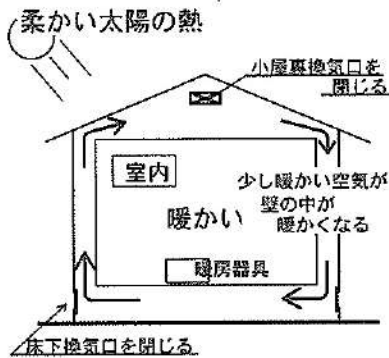 柔かい太陽の熱
小屋裏換気口を
閉じる
室内
少し暖かい空気が
壁の中が
暖かくなる
暖かい
暖房器具
床下換気口を閉じる